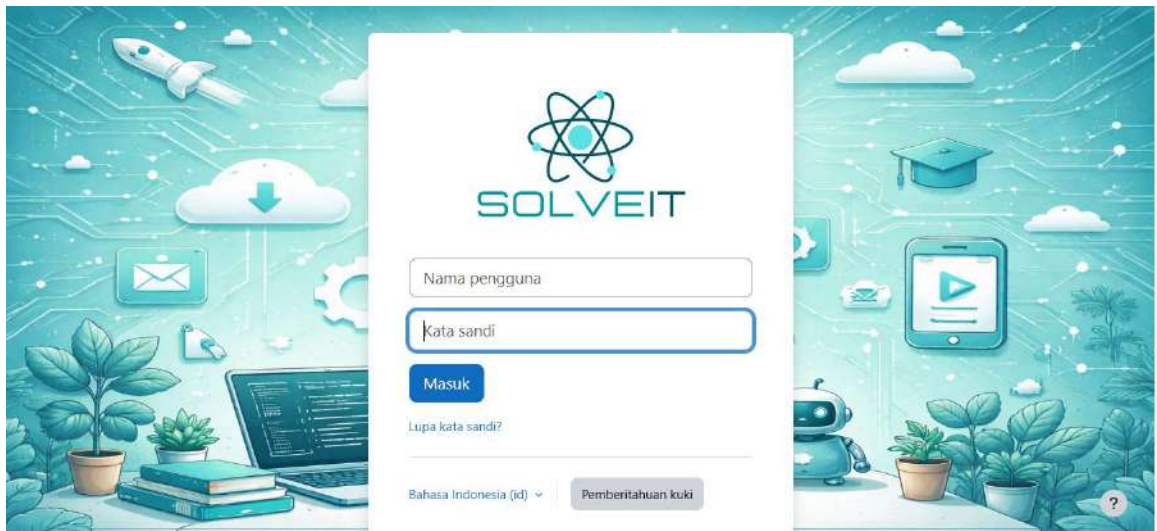 SOLVEIT
Nama pengguna
Kata sandi
Masuk
Lupa kata sandi?
Bahasa Indonesia (id)
Pemberitahuan kuki
?